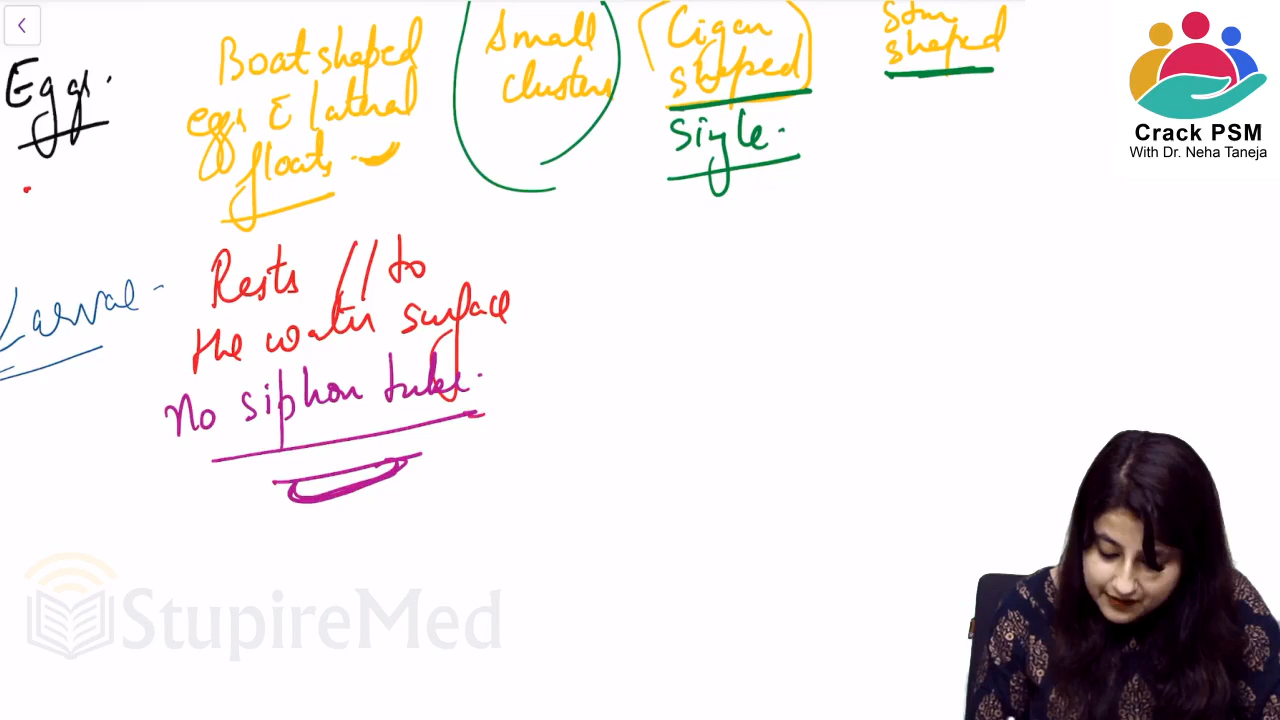 Eggs.
Boat shaped
eggs c̄ lateral
floats.
Small
clusters
Cigar
shaped
Single.
Star
shaped
Crack PSM
With Dr. Neha Taneja
Larvae-
Rests // to
the water surface
No siphon tube.
StupireMed